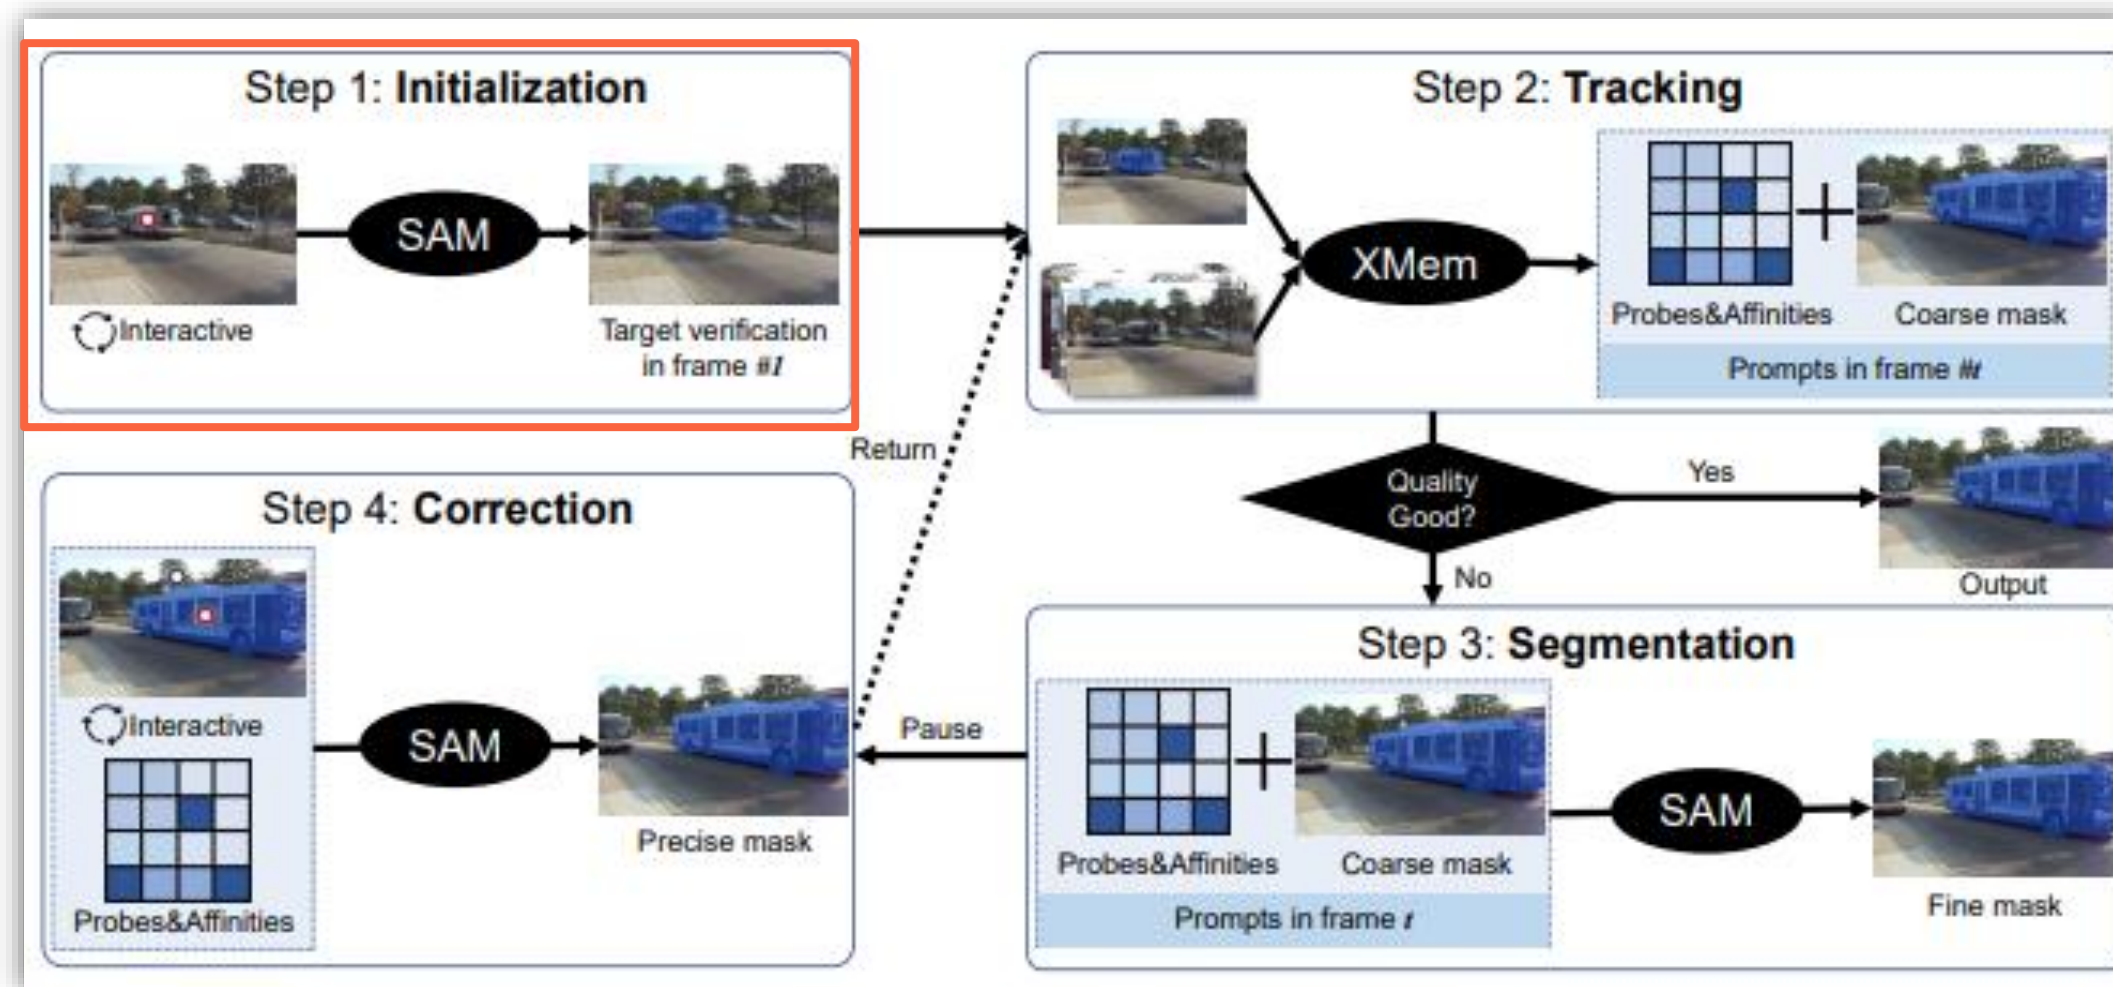 Step 1: Initialization
SAM
Interactive
Target verification
in frame #1
Step 2: Tracking
XMem
Probes&Affinities
Coarse mask
Prompts in frame #t
Return
Quality
Good?
Yes
No
Output
Step 4: Correction
Interactive
SAM
Probes&Affinities
Precise mask
Pause
Step 3: Segmentation
SAM
Probes&Affinities
Coarse mask
Prompts in frame t
Fine mask